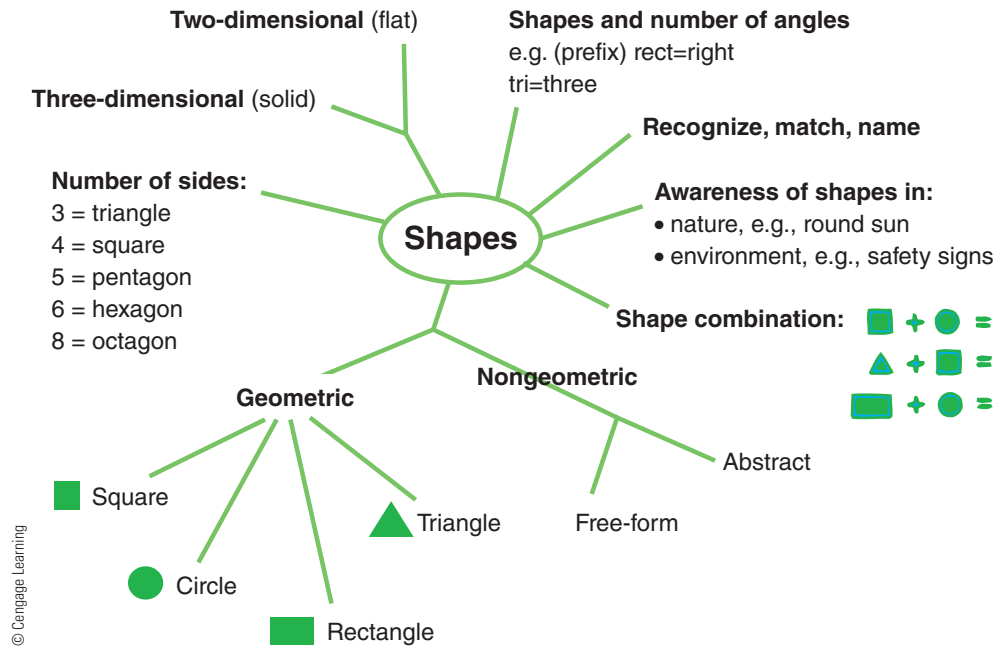 Two-dimensional (flat)
Three-dimensional (solid)
Shapes and number of angles
e.g. (prefix) rect=right
tri=three
Recognize, match, name
Number of sides:
3 = triangle
4 = square
5 = pentagon
6 = hexagon
8 = octagon
Shapes
Awareness of shapes in:
• nature, e.g., round sun
• environment, e.g., safety signs
Shape combination:
+ =
+ =
+ =
Geometric
Nongeometric
Square
Circle
Rectangle
Triangle
Free-form
Abstract
© Cengage Learning